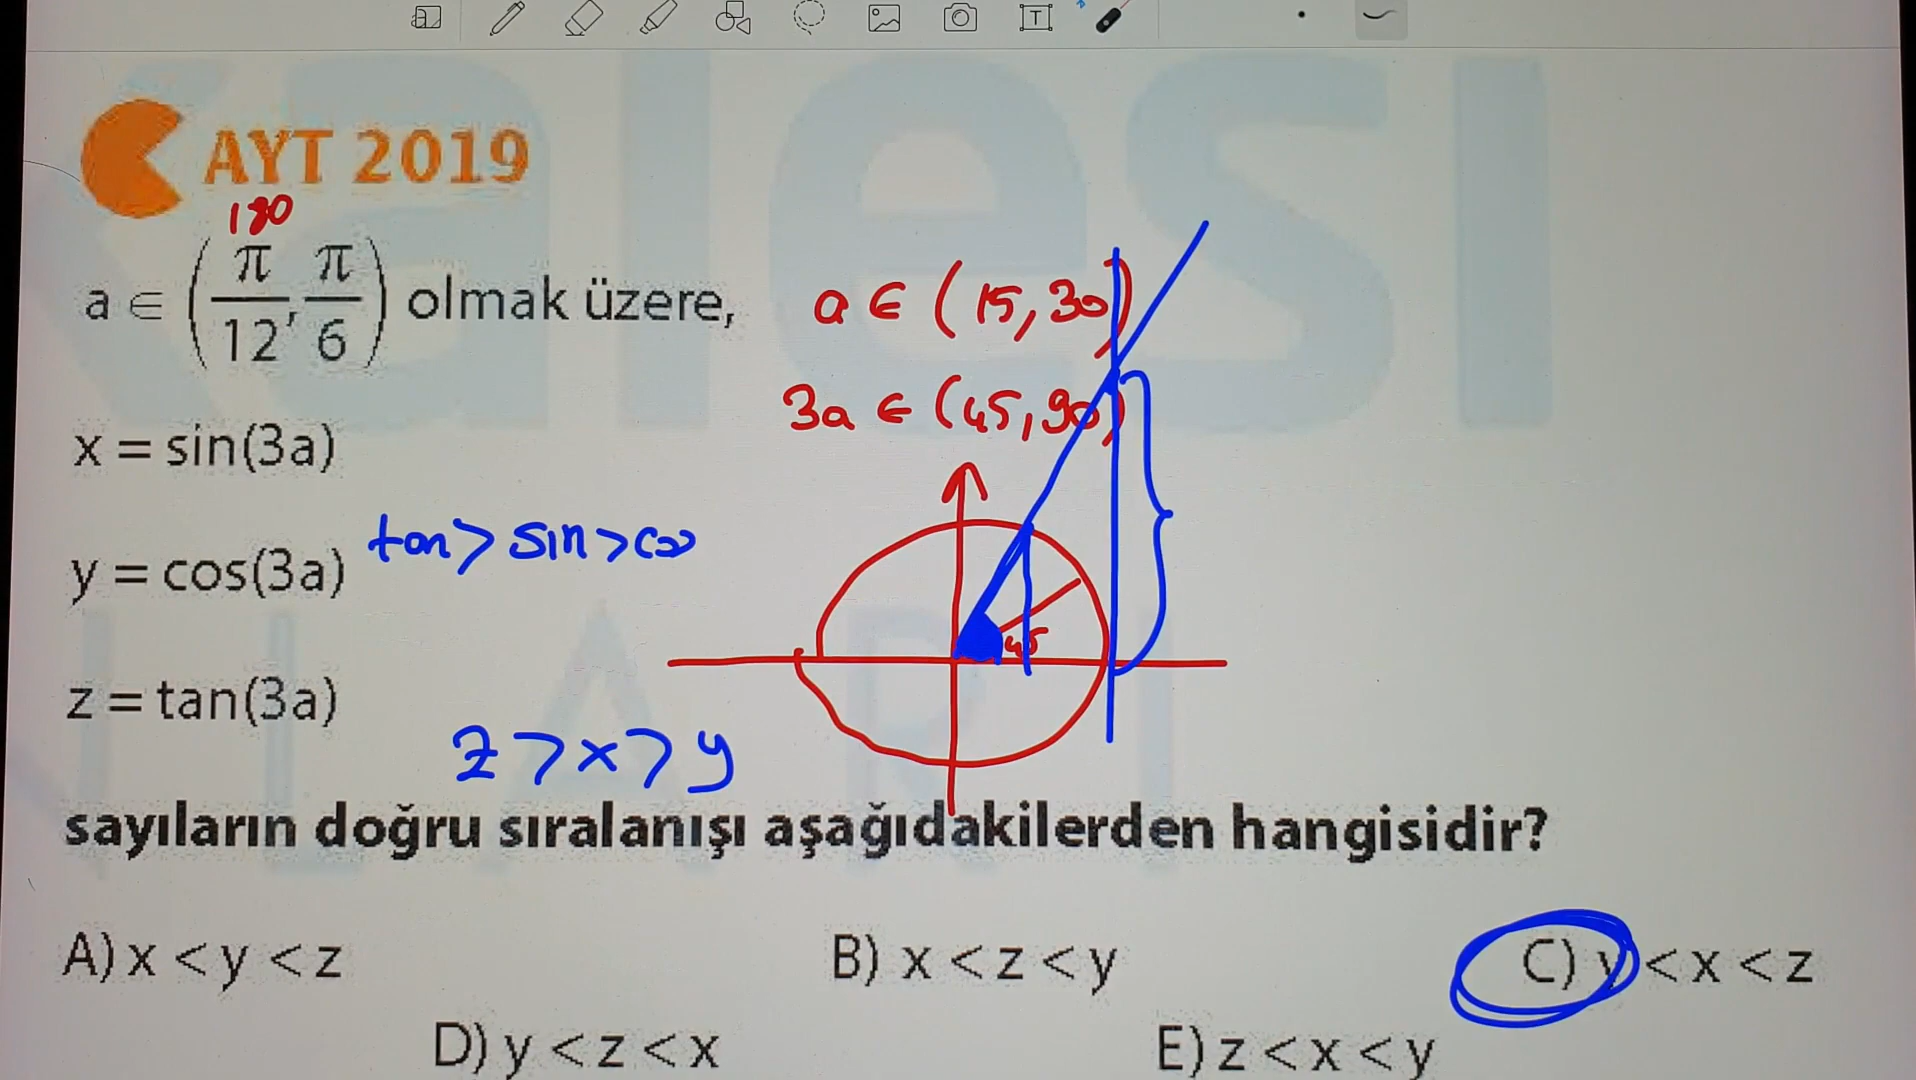 AYT 2019
180
a ∈ (π/12, π/6) olmak üzere,
a ∈ (15, 30)
3a ∈ (45, 90)
x = sin(3a)
y = cos(3a)
tan > sin > cos
45
z = tan(3a)
z > x > y
sayıların doğru sıralanışı aşağıdakilerden hangisidir?
A) x < y < z
B) x < z < y
C) y < x < z
D) y < z < x
E) z < x < y